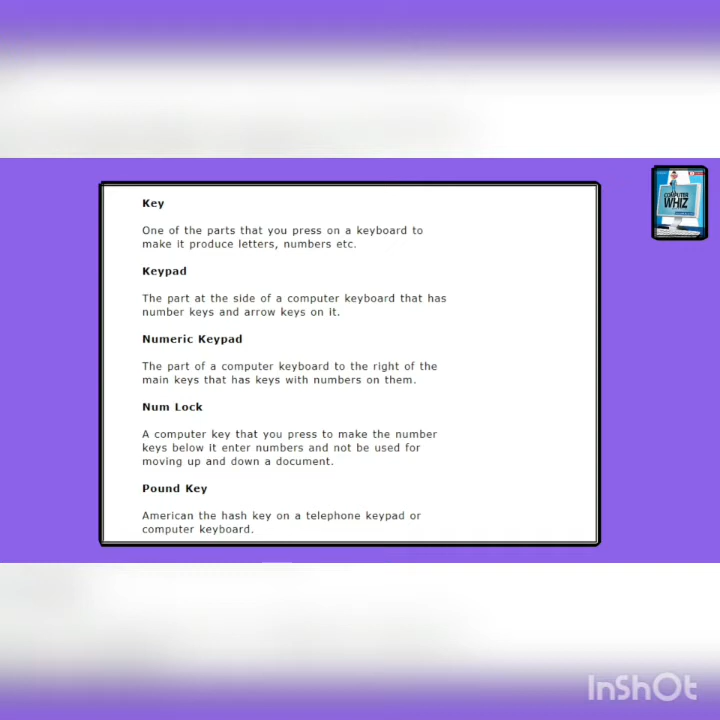 Key
One of the parts that you press on a keyboard to
make it produce letters, numbers etc.
Keypad
The part at the side of a computer keyboard that has
number keys and arrow keys on it.
Numeric Keypad
The part of a computer keyboard to the right of the
main keys that has keys with numbers on them.
Num Lock
A computer key that you press to make the number
keys below it enter numbers and not be used for
moving up and down a document.
Pound Key
American the hash key on a telephone keypad or
computer keyboard.
COMPUTER
WHIZ
InShOt